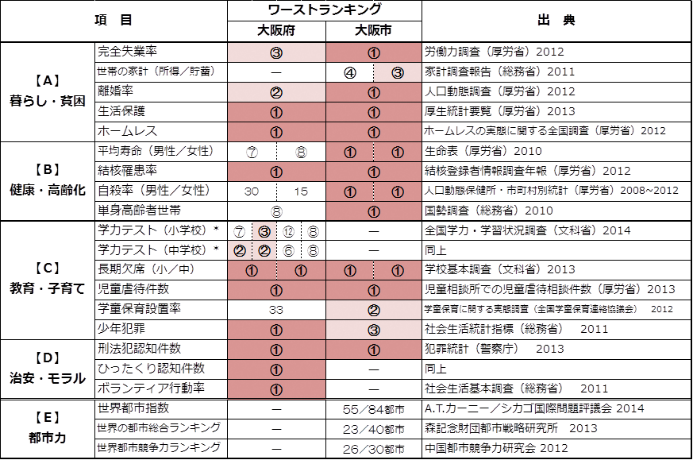 項　目　ワーストランキング　出　典
大阪府　大阪市
【A】
暮らし・貧困
完全失業率　③　①　労働力調査（厚労省）2012
世帯の家計（所得／貯蓄）　－　④　③　家計調査報告（総務省）2011
離婚率　②　①　人口動態調査（厚労省）2012
生活保護　①　①　厚生統計要覧（厚労省）2013
ホームレス　①　①　ホームレスの実態に関する全国調査（厚労省）2012
【B】
健康・高齢化
平均寿命（男性／女性）　⑦　⑧　①　①　生命表（厚労省）2010
結核罹患率　①　①　結核登録者情報調査年報（厚労省）2012
自殺率（男性／女性）　30　15　①　①　人口動態保健所・市町村別統計（厚労省）2008~2012
単身高齢者世帯　⑧　①　国勢調査（総務省）2010
【C】
教育・子育て
学力テスト（小学校）*　⑦　③　⑫　⑧　－　全国学力・学習状況調査（文科省）2014
学力テスト（中学校）*　②　②　⑥　⑧　－　同上
長期欠席（小／中）　①　①　①　①　学校基本調査（文科省）2013
児童虐待件数　①　①　児童相談所での児童虐待相談件数（厚労省）2013
学童保育設置率　33　②　学童保育に関する実態調査（全国学童保育連絡協議会）　2012
少年犯罪　①　③　社会生活統計指標（総務省）　2011
【D】
治安・モラル
刑法犯認知件数　①　①　犯罪統計（警察庁）　2013
ひったくり認知件数　①　－　同上
ボランティア行動率　①　－　社会生活基本調査（総務省）　2011
【E】
都市力
世界都市指数　－　55／84都市　A.T.カーニー／シカゴ国際問題評議会 2014
世界の都市総合ランキング　－　23／40都市　森記念財団都市戦略研究所　2013
世界都市競争力ランキング　－　26／30都市　中国都市競争力研究会 2012